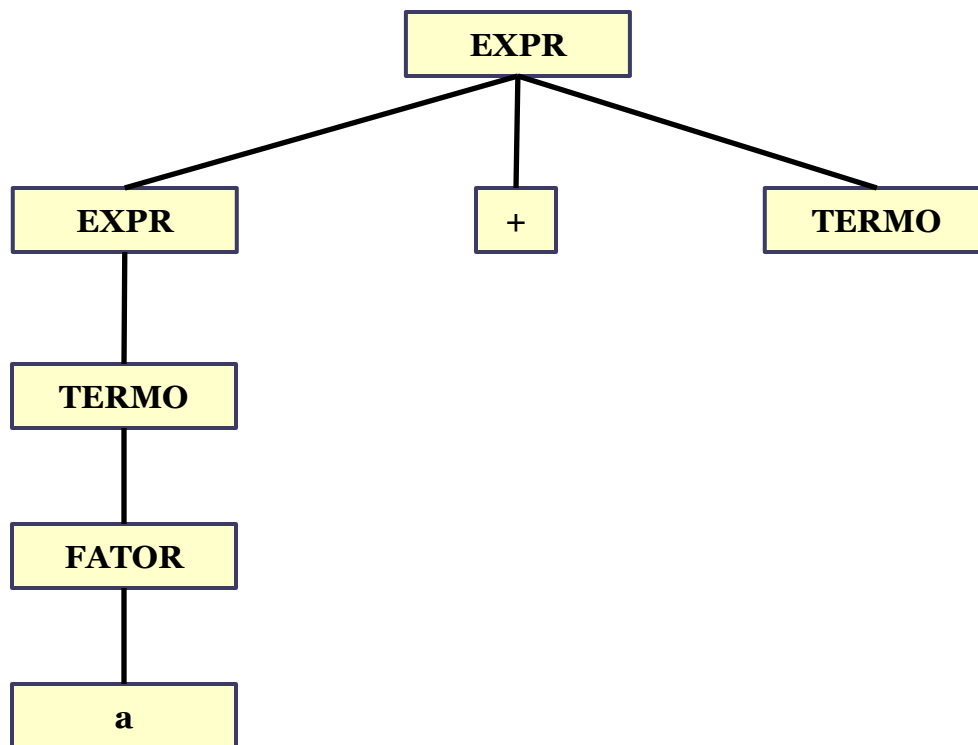 EXPR
EXPR
+
TERMO
TERMO
FATOR
a